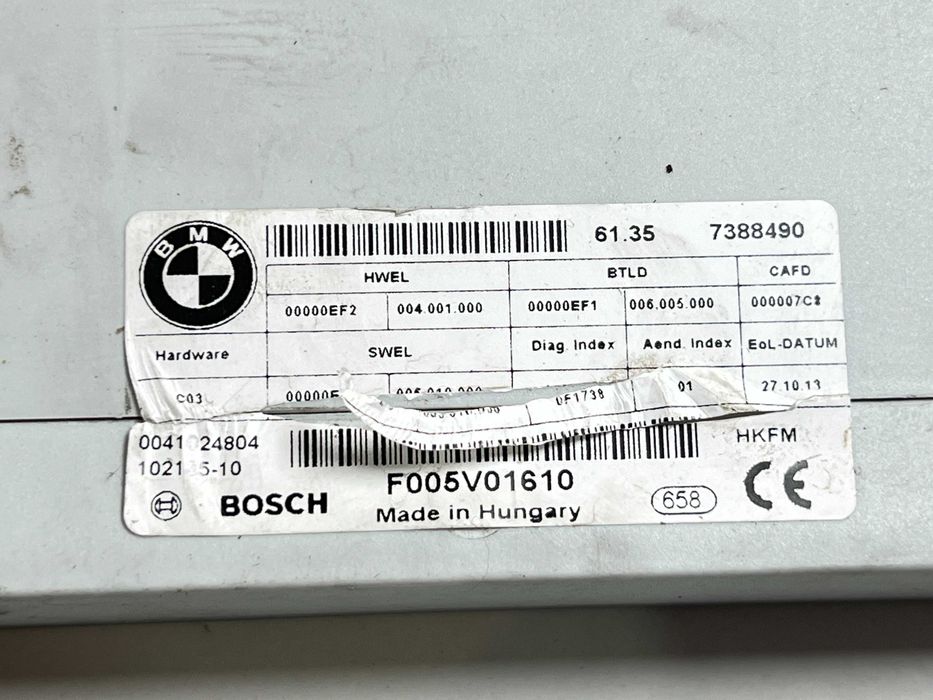 BMW
61.35 7388490
HWEL BTLD CAFD
00000EF2 004.001.000 00000EF1 006.005.000 000007C2
Hardware SWEL Diag. Index Aend. Index EoL-DATUM
01 27.10.13
HKFM
BOSCH F005V01610
Made in Hungary 658 CE